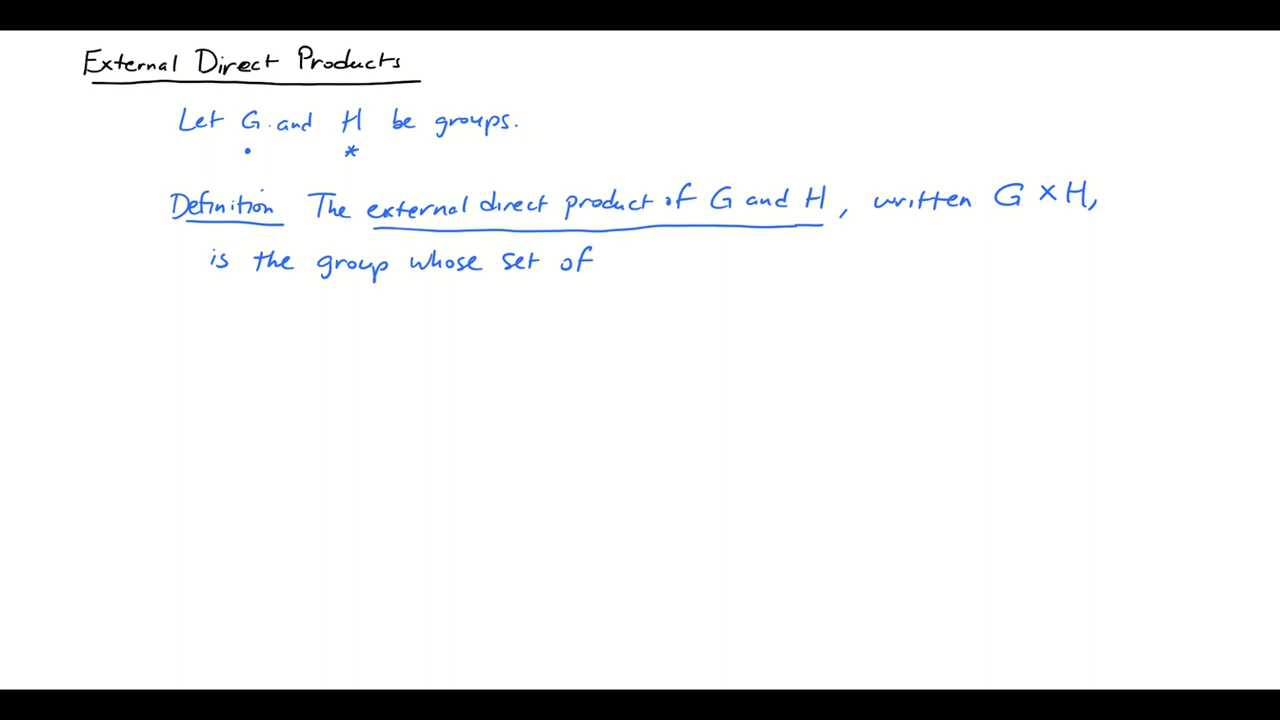 External Direct Products
Let G and H be groups.
· *
Definition The external direct product of G and H, written G × H,
is the group whose set of